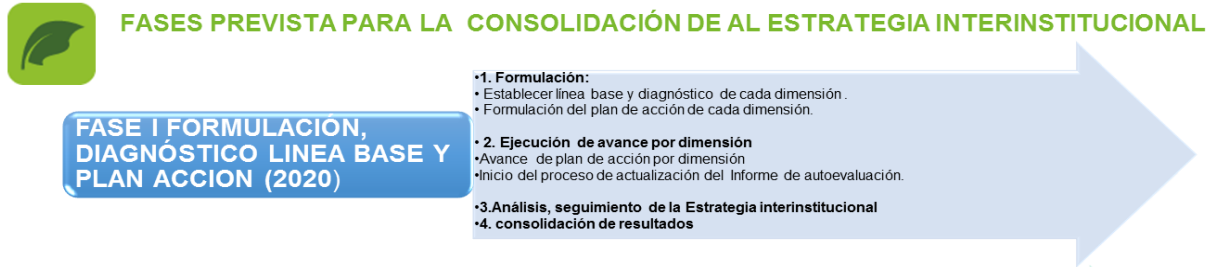 FASES PREVISTA PARA LA CONSOLIDACIÓN DE AL ESTRATEGIA INTERINSTITUCIONAL
FASE I FORMULACIÓN,
DIAGNÓSTICO LINEA BASE Y
PLAN ACCION (2020)
•1. Formulación:
• Establecer línea base y diagnóstico de cada dimensión.
• Formulación del plan de acción de cada dimensión.
• 2. Ejecución de avance por dimensión
•Avance de plan de acción por dimensión
•Inicio del proceso de actualización del Informe de autoevaluación.
•3.Análisis, seguimiento de la Estrategia interinstitucional
•4. consolidación de resultados